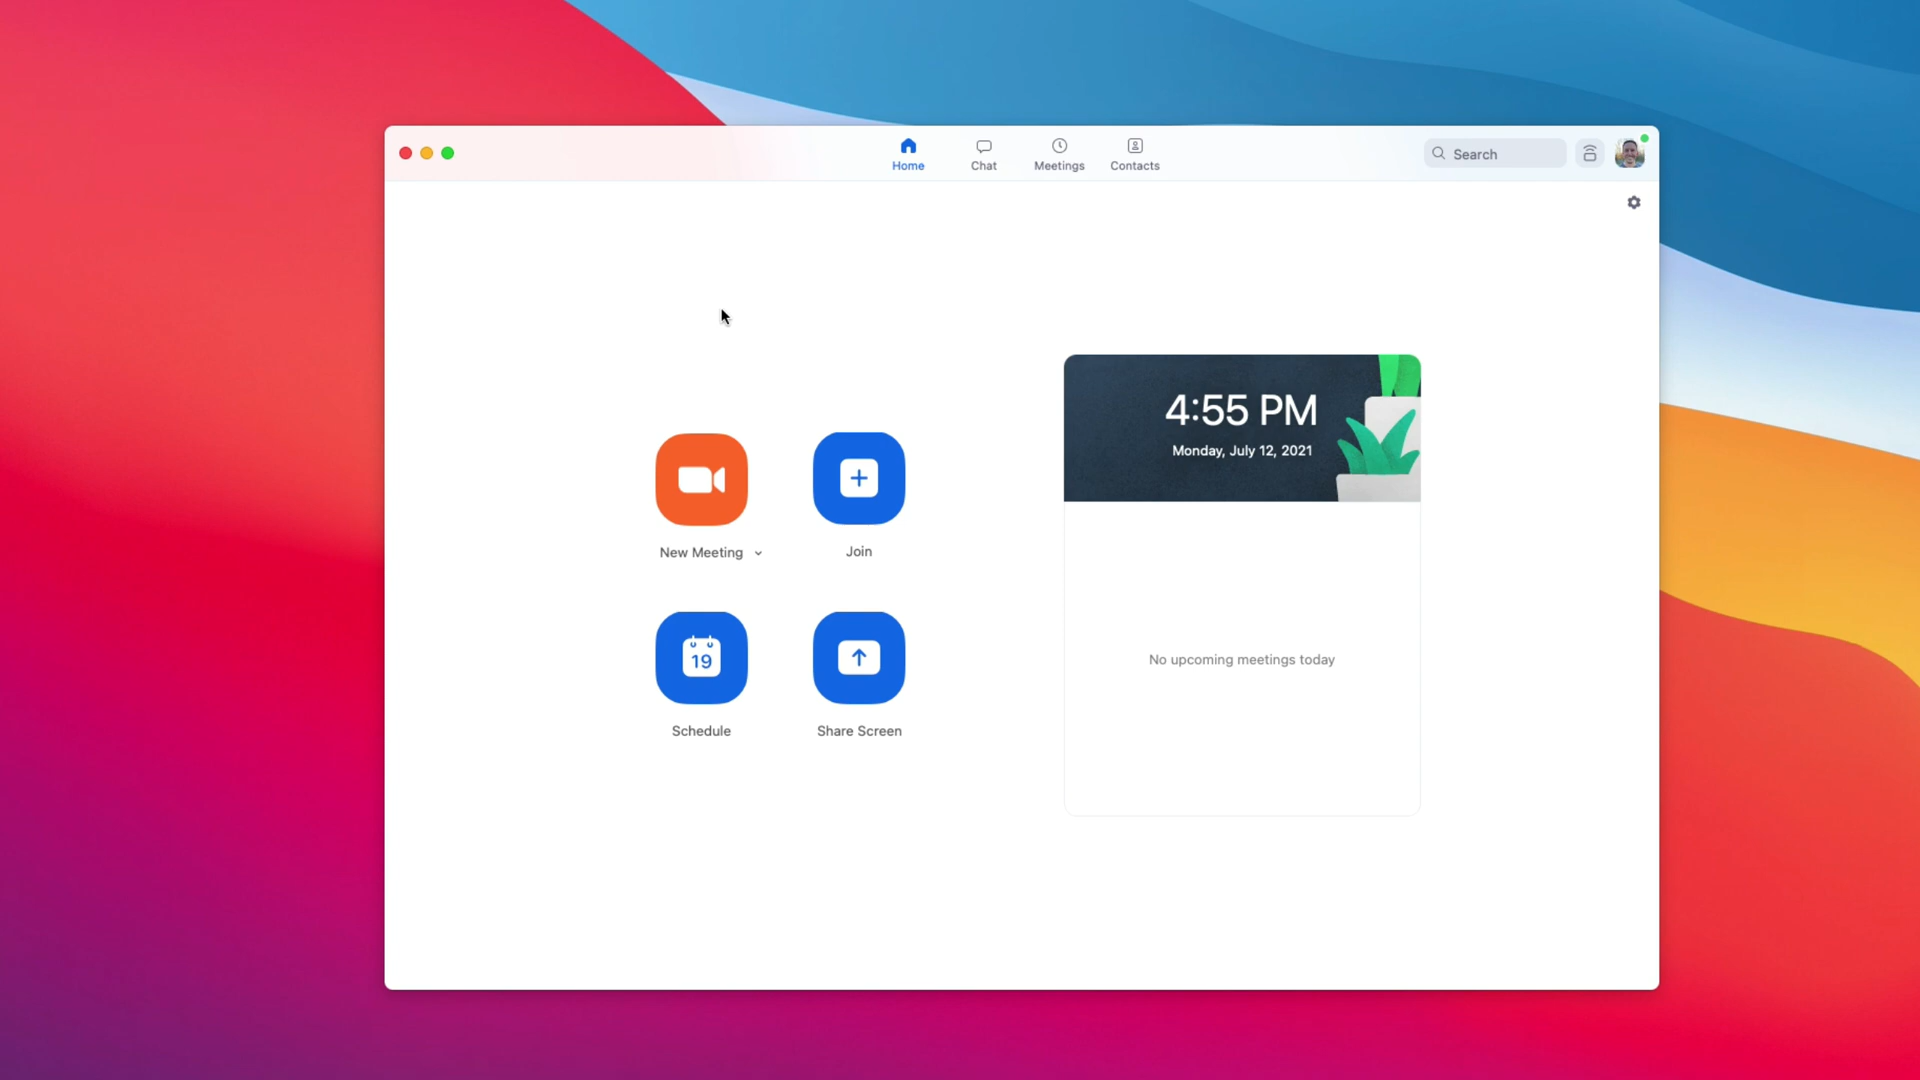 Home
Chat
Meetings
Contacts
Search
4:55 PM
Monday, July 12, 2021
New Meeting
Join
19
Schedule
Share Screen
No upcoming meetings today